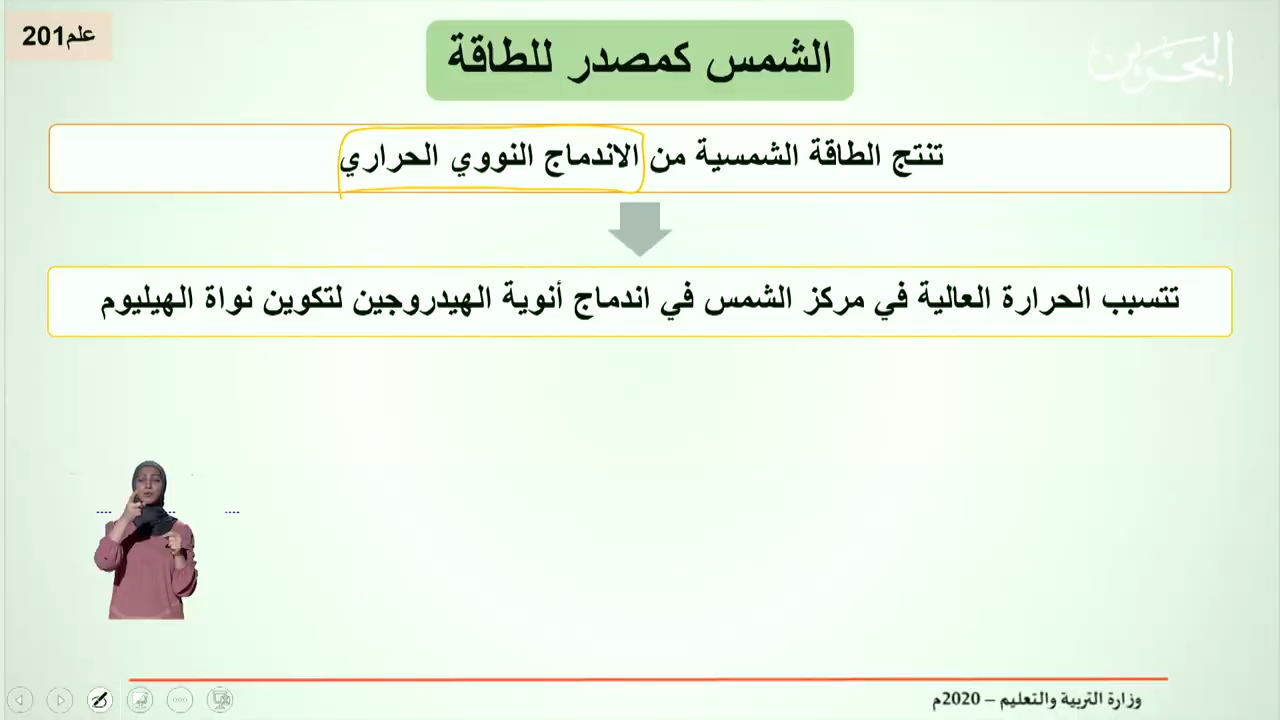 علم201
البحرين
الشمس كمصدر للطاقة
تنتج الطاقة الشمسية من الاندماج النووي الحراري
تتسبب الحرارة العالية في مركز الشمس في اندماج أنوية الهيدروجين لتكوين نواة الهيليوم
وزارة التربية والتعليم – 2020م